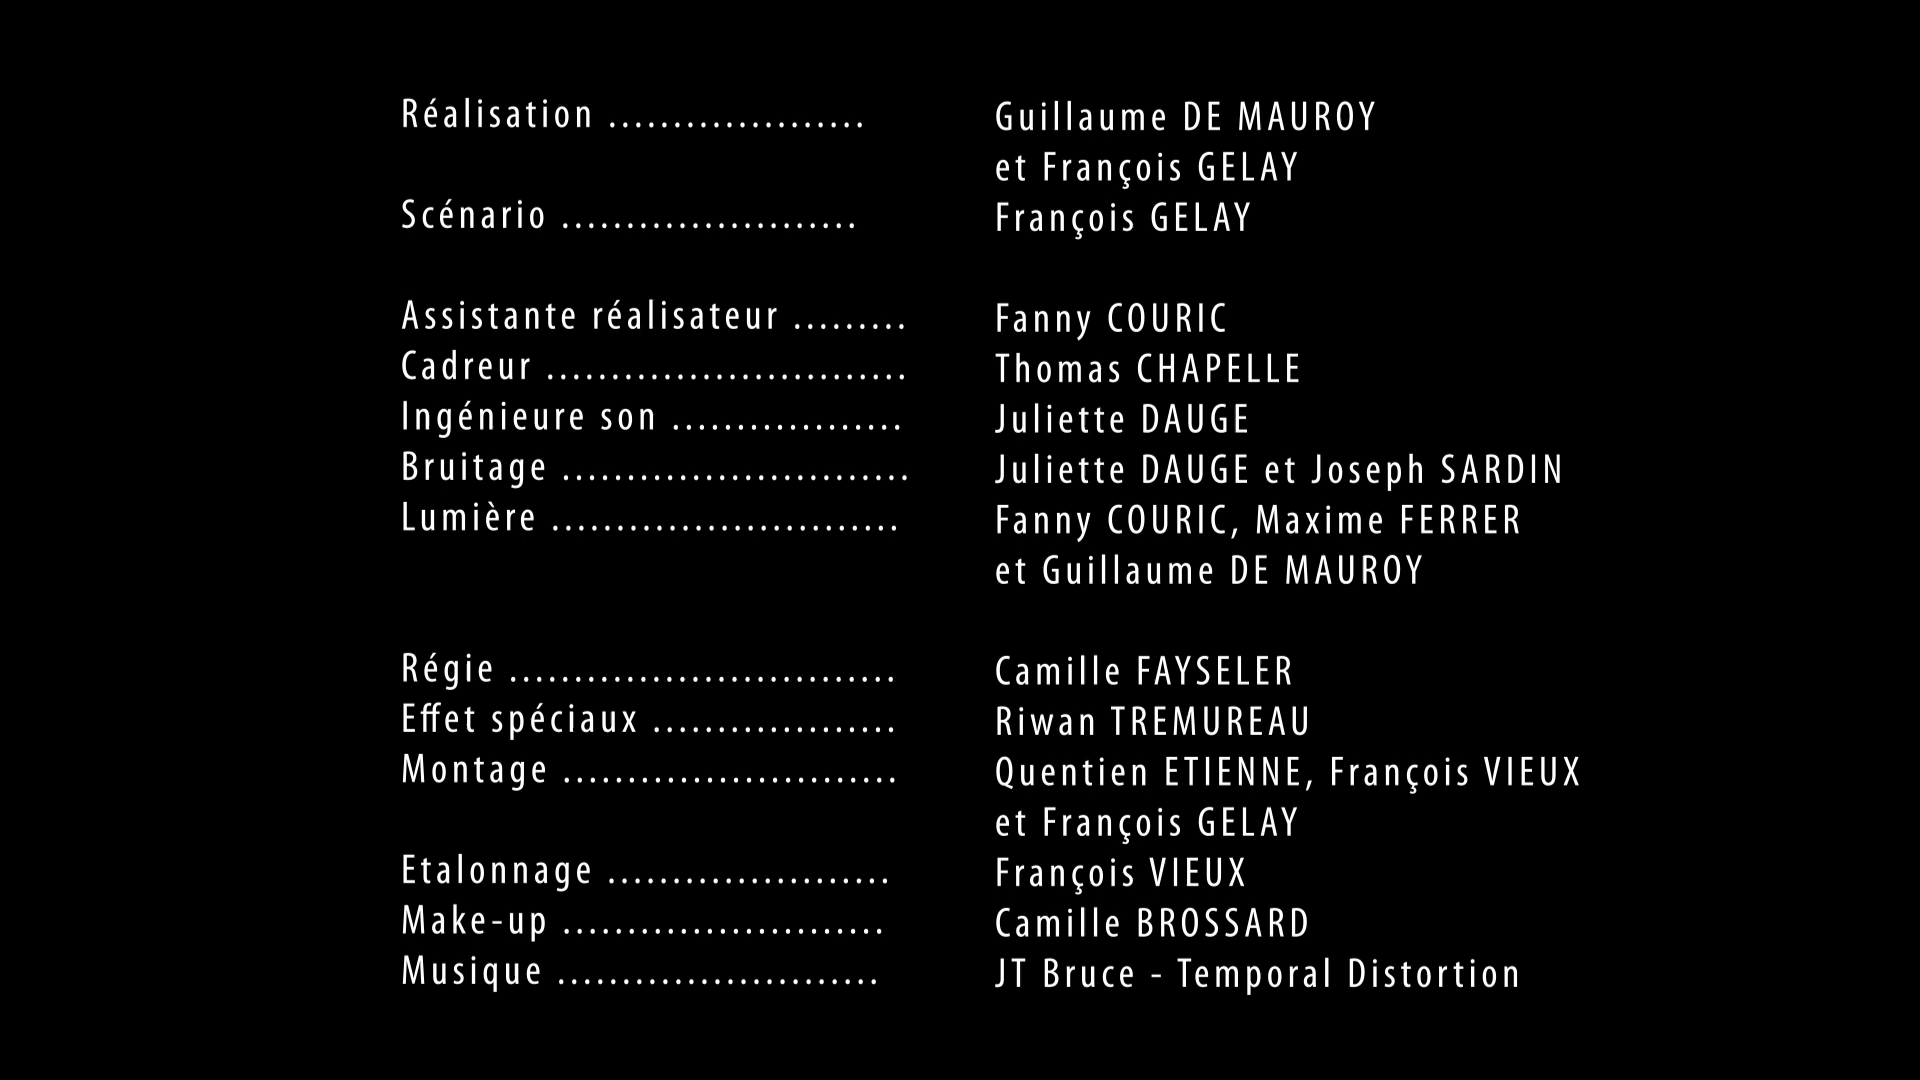 Réalisation .................... Guillaume DE MAUROY
et François GELAY
Scénario ....................... François GELAY
Assistante réalisateur ......... Fanny COURIC
Cadreur ............................ Thomas CHAPELLE
Ingénieure son .................. Juliette DAUGE
Bruitage ........................... Juliette DAUGE et Joseph SARDIN
Lumière ........................... Fanny COURIC, Maxime FERRER
et Guillaume DE MAUROY
Régie .............................. Camille FAYSELER
Effet spéciaux ................... Riwan TREMUREAU
Montage .......................... Quentien ETIENNE, François VIEUX
et François GELAY
Etalonnage ...................... François VIEUX
Make-up ......................... Camille BROSSARD
Musique ......................... JT Bruce - Temporal Distortion